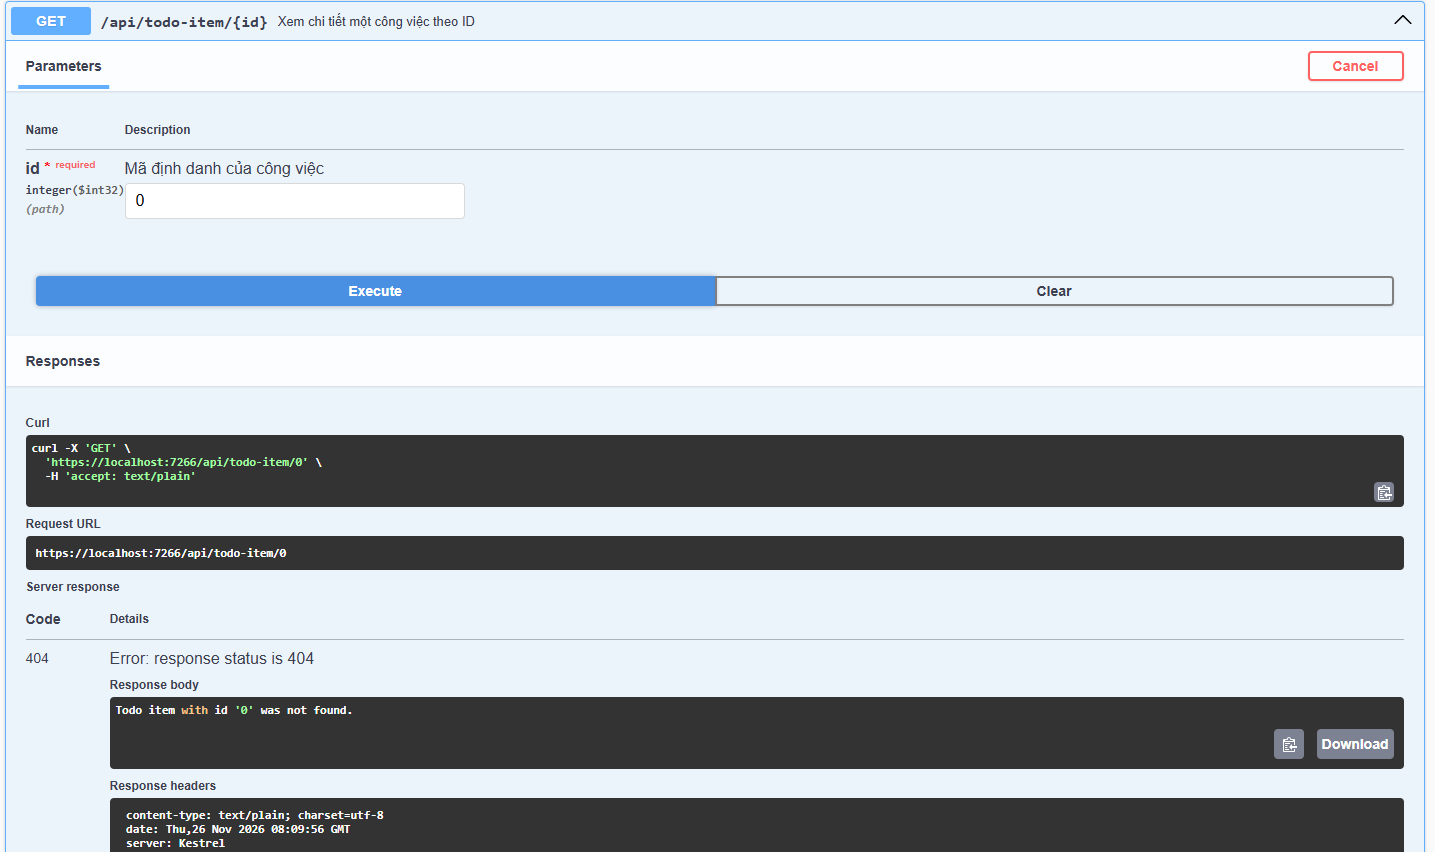 GET /api/todo-item/{id} Xem chi tiết một công việc theo ID
Parameters
Cancel
Name Description
id * required
integer($int32)
(path)
Mã định danh của công việc
0
Execute
Clear
Responses
Curl
curl -X 'GET' \
'https://localhost:7266/api/todo-item/0' \
-H 'accept: text/plain'
Request URL
https://localhost:7266/api/todo-item/0
Server response
Code Details
404
Error: response status is 404
Response body
Todo item with id '0' was not found.
Download
Response headers
content-type: text/plain; charset=utf-8
date: Thu,26 Nov 2026 08:09:56 GMT
server: Kestrel